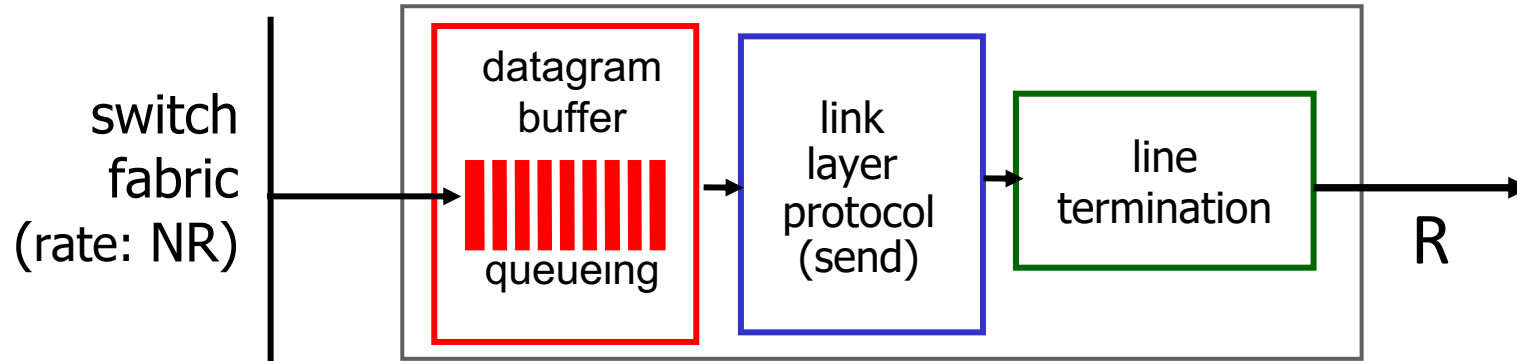 switch
fabric
(rate: NR)
datagram
buffer
queueing
link
layer
protocol
(send)
line
termination
R